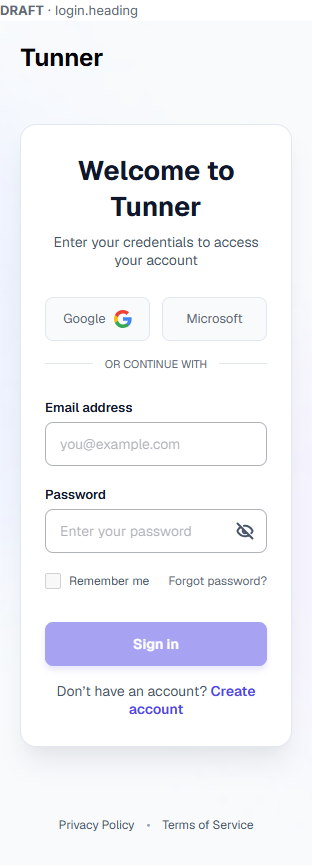 DRAFT · login.heading
Tunner
Welcome to
Tunner
Enter your credentials to access
your account
Google
Microsoft
OR CONTINUE WITH
Email address
you@example.com
Password
Enter your password
Remember me
Forgot password?
Sign in
Don’t have an account? Create
account
Privacy Policy • Terms of Service